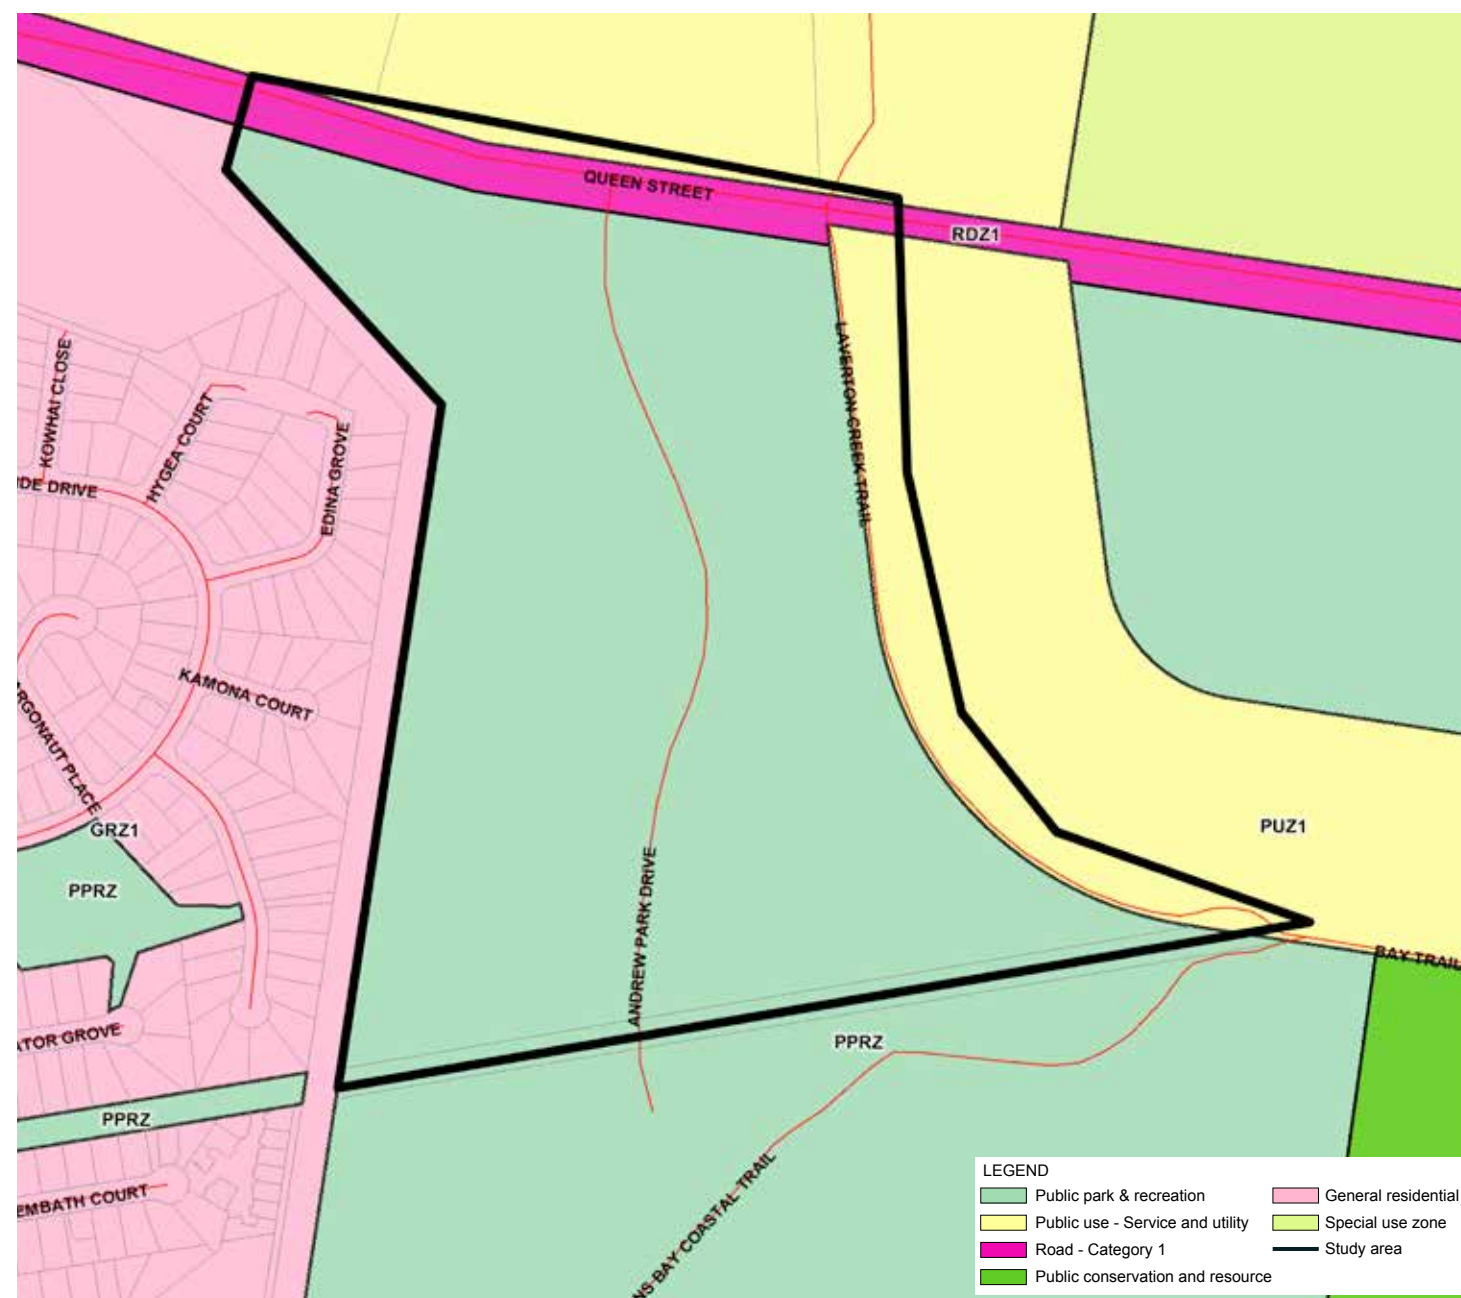 QUEEN STREET
RDZ1
KOWHAI CLOSE
HYGEA COURT
EDINA GROVE
LAVERTON CREEK TRAIL
IDE DRIVE
KAMONA COURT
ARGONAUT PLACE
GRZ1
PUZ1
PPRZ
ANDREW PARK DRIVE
BAY TRAIL
ATOR GROVE
PPRZ
PPRZ
EMBATH COURT
NS BAY COASTAL TRAIL
LEGEND
Public park & recreation
Public use - Service and utility
Road - Category 1
Public conservation and resource
General residential
Special use zone
Study area